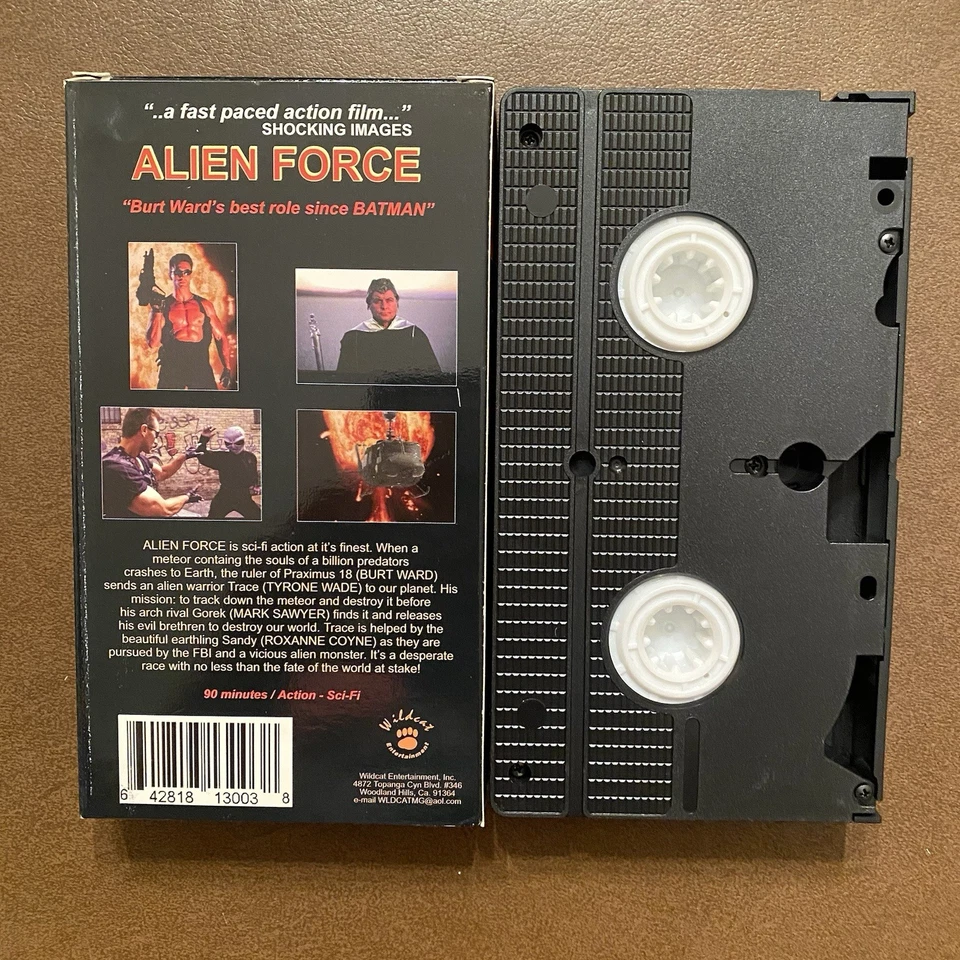 “..a fast paced action film...”
SHOCKING IMAGES
ALIEN FORCE
“Burt Ward’s best role since BATMAN”
ALIEN FORCE is sci-fi action at it’s finest. When a
meteor containg the souls of a billion predators
crashes to Earth, the ruler of Praximus 18 (BURT WARD)
sends an alien warrior Trace (TYRONE WADE) to our planet. His
mission: to track down the meteor and destroy it before
his arch rival Gorek (MARK SAWYER) finds it and releases
his evil brethren to destroy our world. Trace is helped by the
beautiful earthling Sandy (ROXANNE COYNE) as they are
pursued by the FBI and a vicious alien monster. It’s a desperate
race with no less than the fate of the world at stake!
90 minutes / Action - Sci-Fi
Wildcat
Entertainment
6 42818 13003 8
Wildcat Entertainment, Inc.
4872 Topanga Cyn Blvd. #346
Woodland Hills, Ca. 91364
e-mail WLDCATMG@aol.com